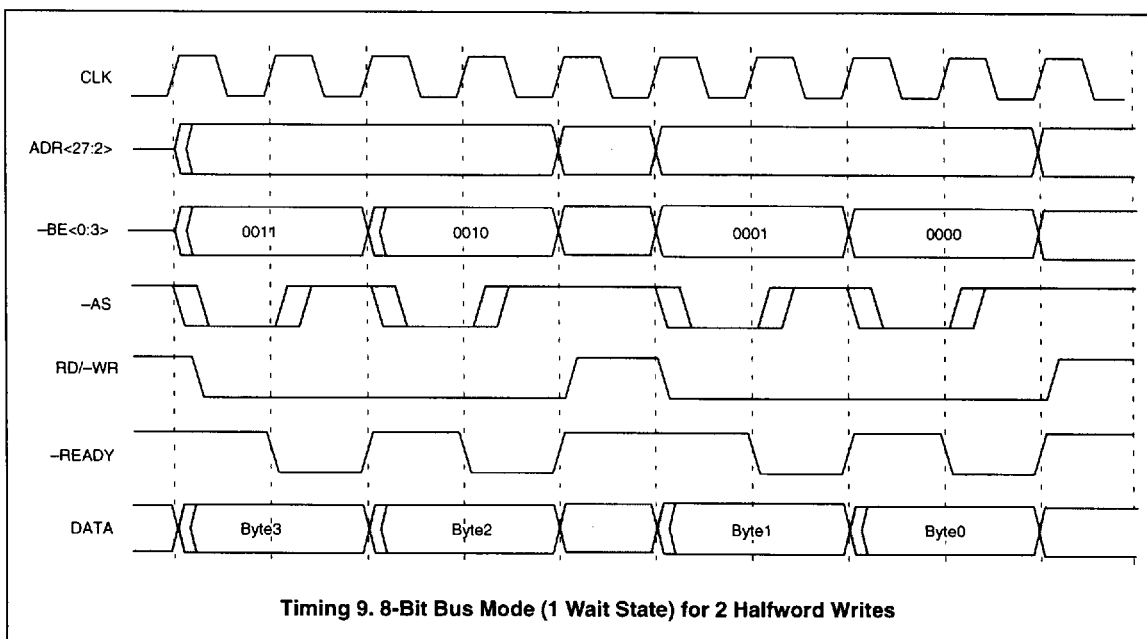 CLK
ADR<27:2>
–BE<0:3>
0011
0010
0001
0000
–AS
RD/–WR
–READY
DATA
Byte3
Byte2
Byte1
Byte0
Timing 9. 8-Bit Bus Mode (1 Wait State) for 2 Halfword Writes